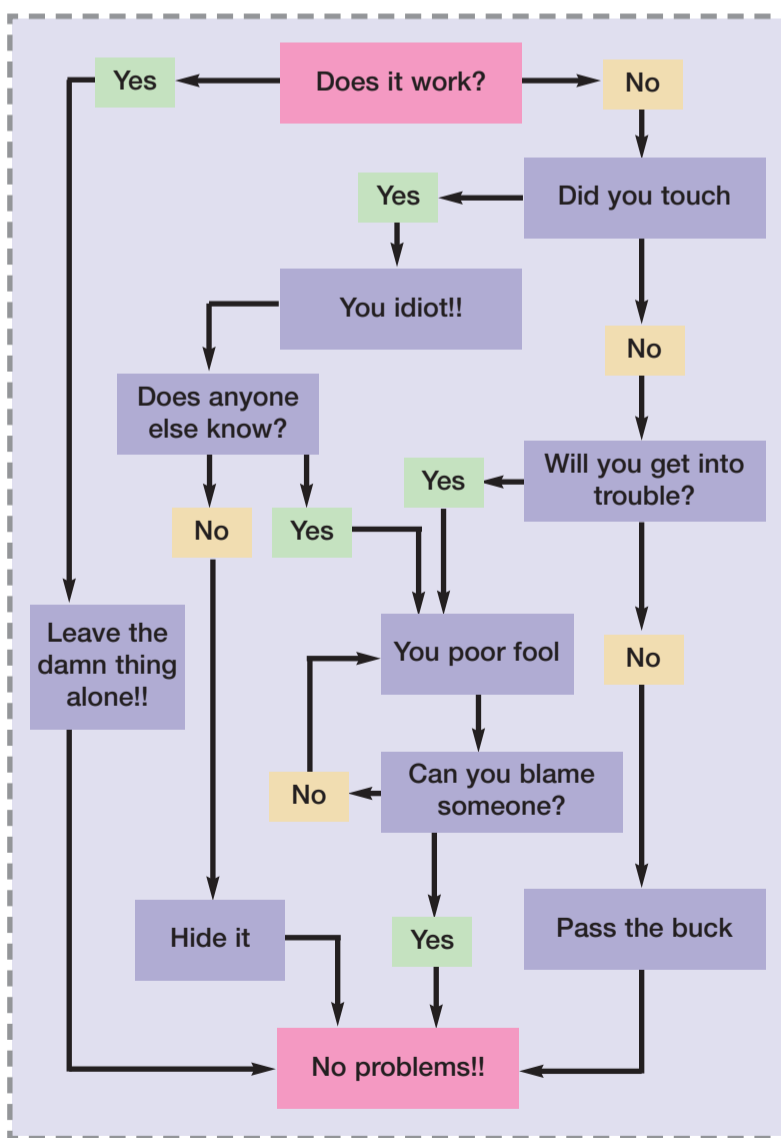 Yes
Does it work?
No
Yes
Did you touch
You idiot!!
No
Does anyone
else know?
Yes
Will you get into
trouble?
No
Yes
Leave the
damn thing
alone!!
You poor fool
No
No
Can you blame
someone?
Hide it
Yes
Pass the buck
No problems!!